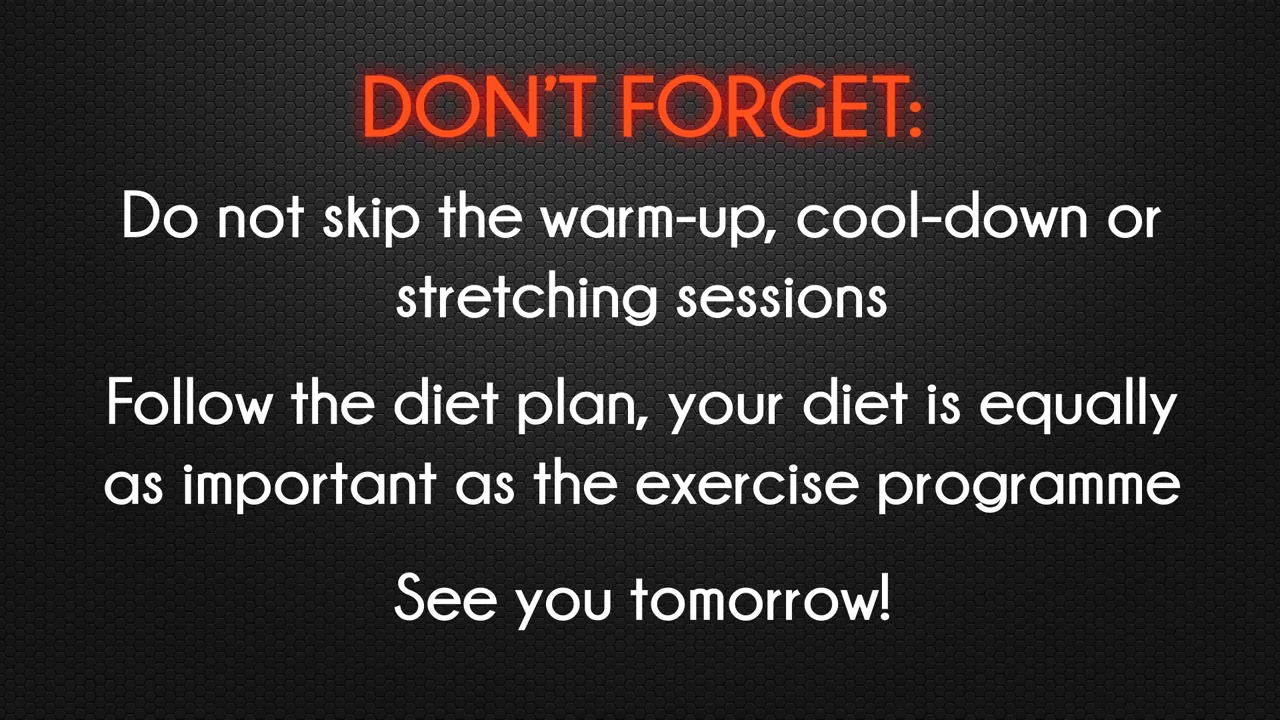 DON'T FORGET:
Do not skip the warm-up, cool-down or
stretching sessions
Follow the diet plan, your diet is equally
as important as the exercise programme
See you tomorrow!